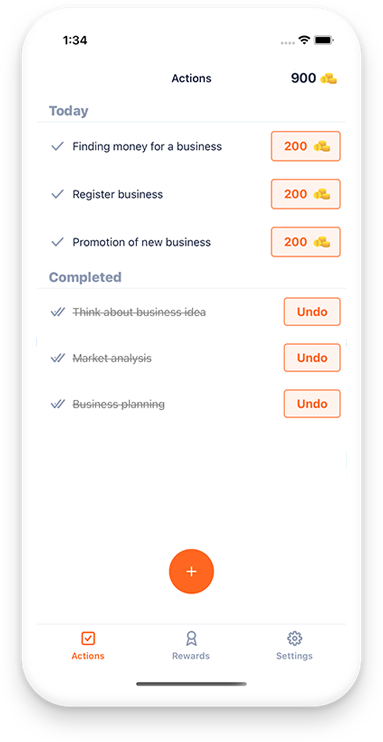 1:34
Actions 900
Today
Finding money for a business 200
Register business 200
Promotion of new business 200
Completed
Think about business idea Undo
Market analysis Undo
Business planning Undo
+
Actions Rewards Settings